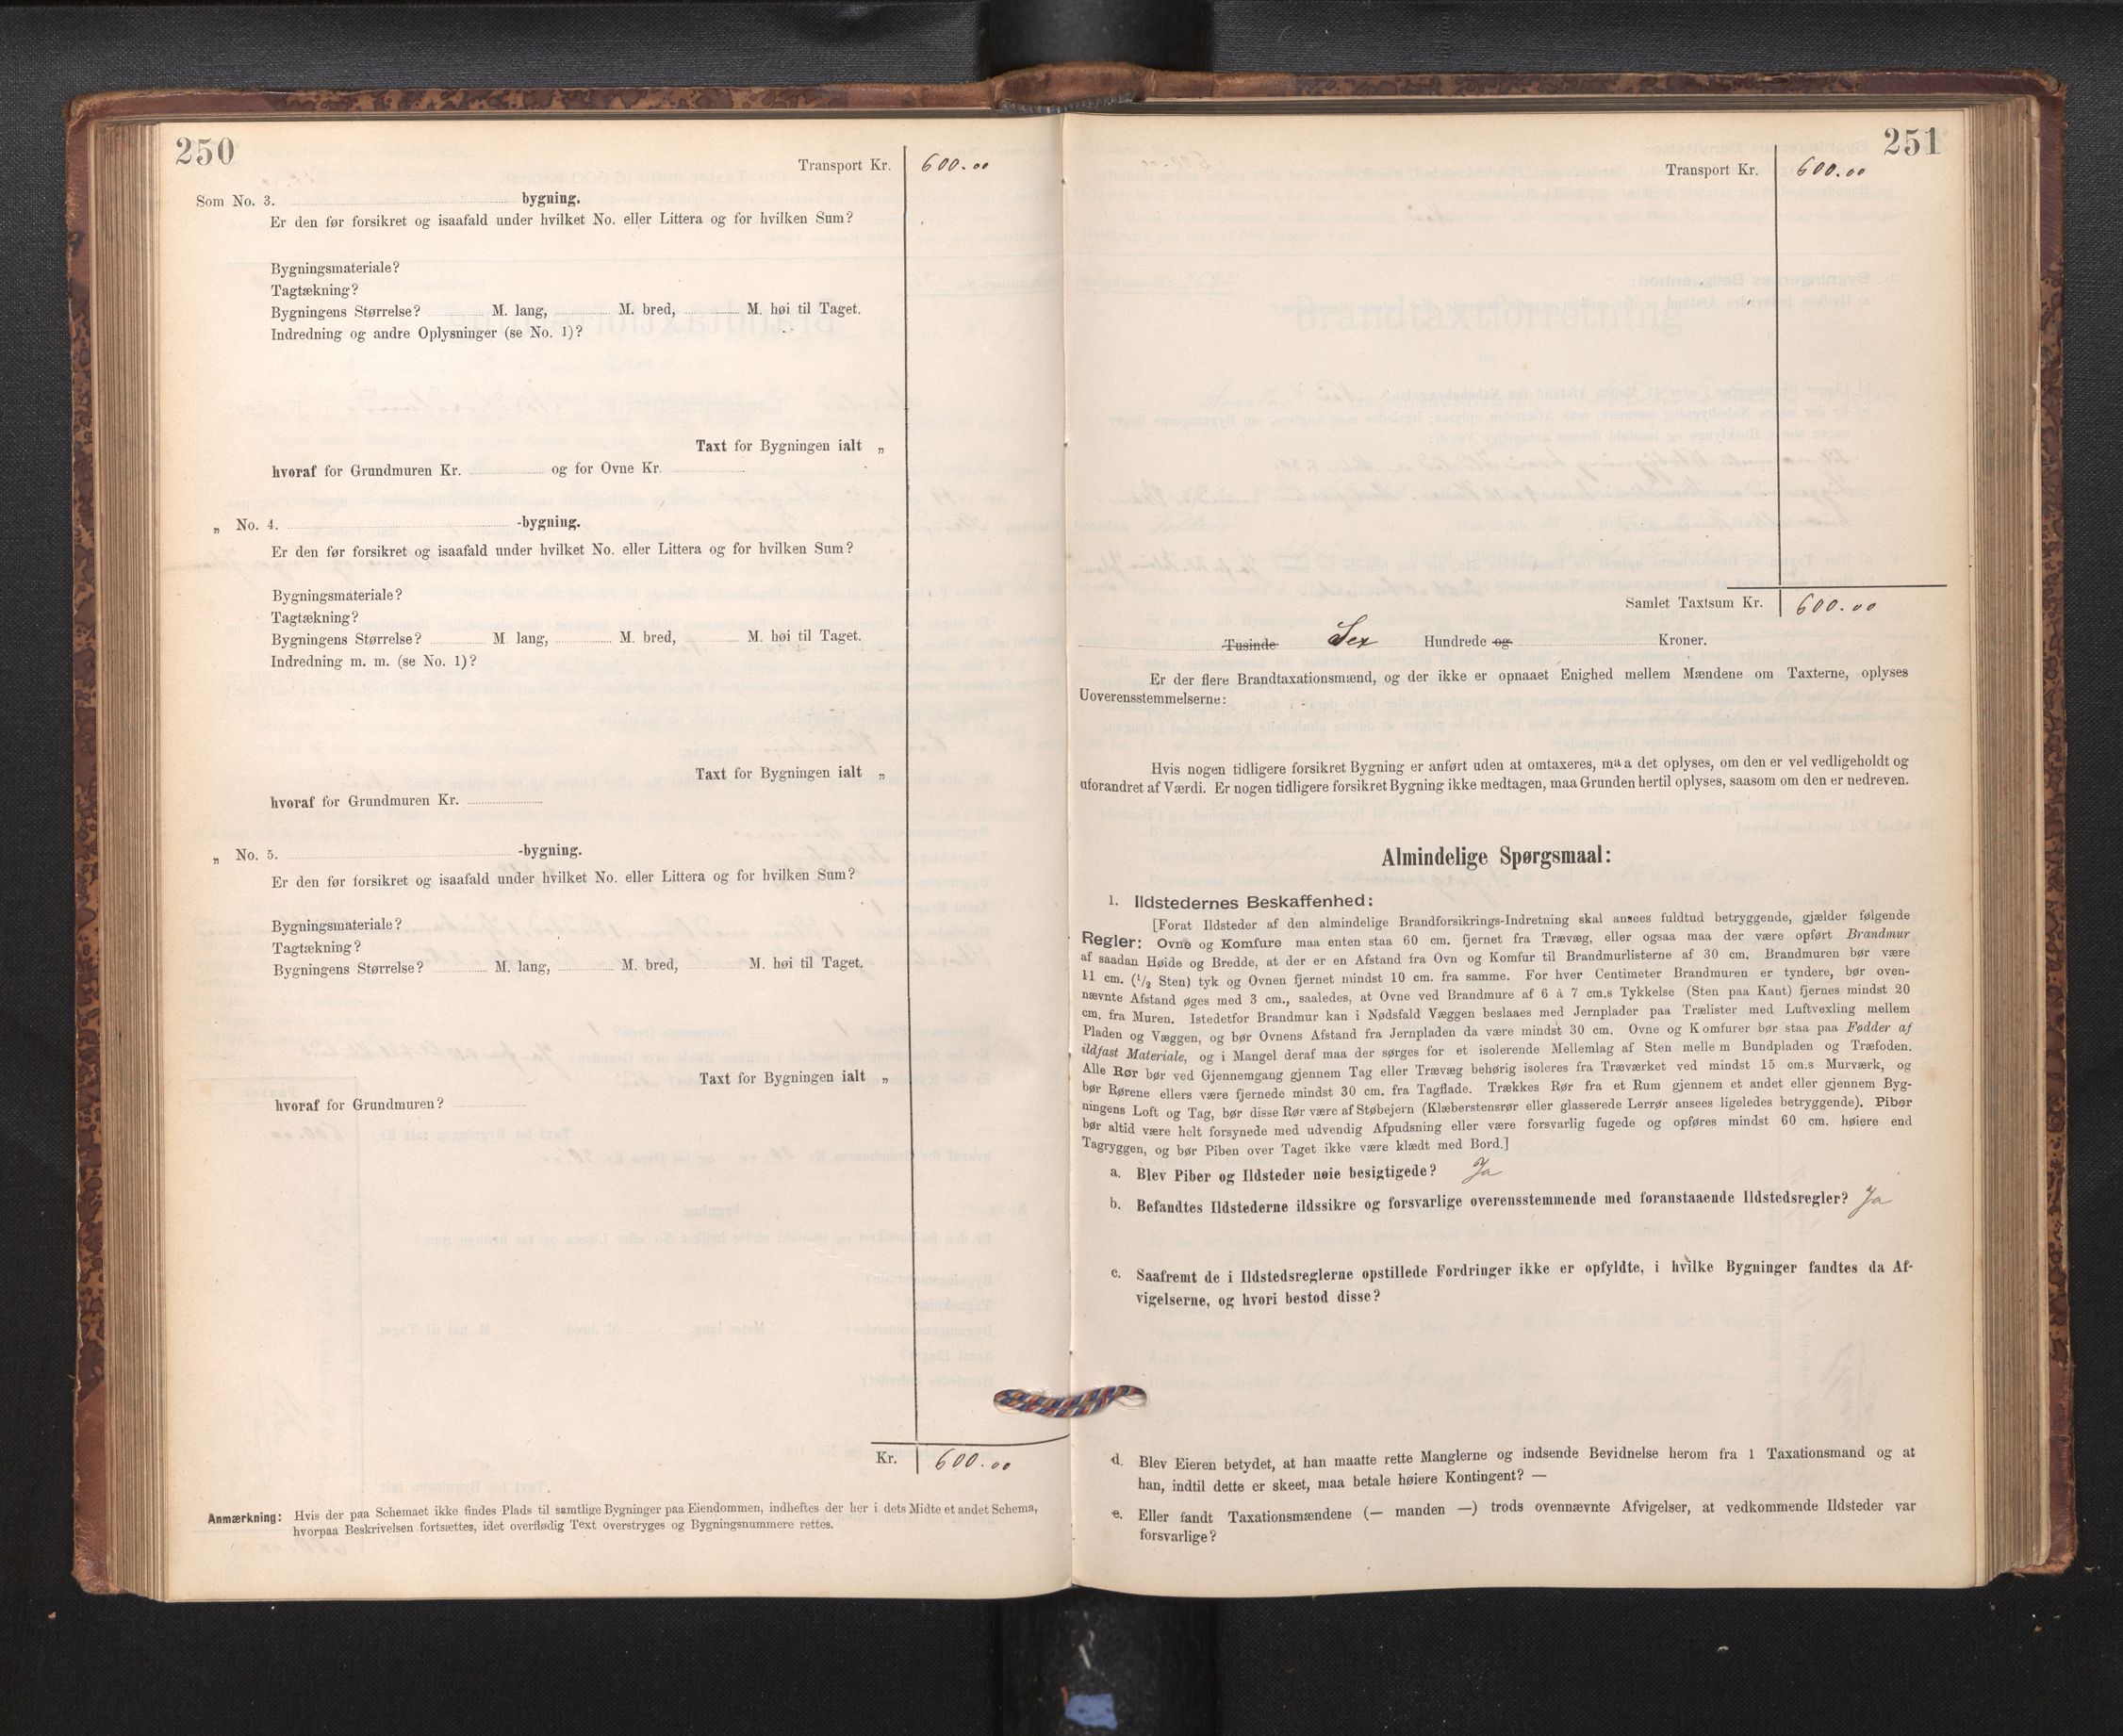 250
Transport Kr. 600.00
Som No. 3. bygning.
Er den før forsikret og isaafald under hvilket No. eller Littera og for hvilken Sum?
Bygningsmateriale?
Tagtækning?
Bygningens Størrelse? M. lang, M. bred, M. høi til Taget.
Indredning og andre Oplysninger (se No. 1)?
Taxt for Bygningen ialt „
hvoraf for Grundmuren Kr. og for Ovne Kr.
„ No. 4. -bygning.
Er den før forsikret og isaafald under hvilket No. eller Littera og for hvilken Sum?
Bygningsmateriale?
Tagtækning?
Bygningens Størrelse? M lang, M. bred, M. høi til Taget.
Indredning m. m. (se No. 1)?
Taxt for Bygningen ialt „
hvoraf for Grundmuren Kr.
„ No. 5. -bygning.
Er den før forsikret og isaafald under hvilket No. eller Littera og for hvilken Sum?
Bygningsmateriale?
Tagtækning?
Bygningens Størrelse? M. lang, M. bred, M. høi til Taget.
Taxt for Bygningen ialt „
hvoraf for Grundmuren?
Kr. 600.00
Anmærkning: Hvis der paa Schemaet ikke findes Plads til samtlige Bygninger paa Eiendommen, indheftes der her i dets Midte et andet Schema,
hvorpaa Beskrivelsen fortsættes, idet overflødig Text overstryges og Bygningsnummere rettes.
251
Transport Kr. 600.00
Samlet Taxtsum Kr. 600.00
Tusinde Sex Hundrede og Kroner.
Er der flere Brandtaxationsmænd, og der ikke er opnaaet Enighed mellem Mændene om Taxterne, oplyses
Uoverensstemmelserne:
Hvis nogen tidligere forsikret Bygning er anført uden at omtaxeres, maa det oplyses, om den er vel vedligeholdt og
uforandret af Værdi. Er nogen tidligere forsikret Bygning ikke medtagen, maa Grunden hertil oplyses, saasom om den er nedreven.
Almindelige Spørgsmaal:
1. Ildstedernes Beskaffenhed:
[Forat Ildsteder af den almindelige Brandforsikrings-Indretning skal ansees fuldtud betryggende, gjælder følgende
Regler: Ovne og Komfure maa enten staa 60 cm. fjernet fra Trævæg, eller ogsaa maa der være opført Brandmur
af saadan Høide og Bredde, at der er en Afstand fra Ovn og Komfur til Brandmurlisterne af 30 cm. Brandmuren bør være
11 cm. (1/2 Sten) tyk og Ovnen fjernet mindst 10 cm. fra samme. For hver Centimeter Brandmuren er tyndere, bør oven-
nævnte Afstand øges med 3 cm., saaledes, at Ovne ved Brandmure af 6 à 7 cm.s Tykkelse (Sten paa Kant) fjernes mindst 20
cm. fra Muren. Istedetfor Brandmur kan i Nødsfald Væggen beslaaes med Jernplader paa Trælister med Luftvexling mellem
Pladen og Væggen, og bør Ovnens Afstand fra Jernpladen da være mindst 30 cm. Ovne og Komfurer bør staa paa Fødder af
ildfast Materiale, og i Mangel deraf maa der sørges for et isolerende Mellemlag af Sten mellem Bundpladen og Træfoden.
Alle Rør bør ved Gjennemgang gjennem Tag eller Trævæg behørig isoleres fra Træværket ved mindst 15 cm.s Murværk, og
bør Rørene ellers være fjernede mindst 30 cm. fra Tagflade. Trækkes Rør fra et Rum gjennem et andet eller gjennem Byg-
ningens Loft og Tag, bør disse Rør være af Støbejern (Klæberstensrør eller glasserede Lerrør ansees ligeledes betryggende). Piber
bør altid være helt forsynede med udvendig Afpudsning eller være forsvarlig fugede og opføres mindst 60 cm. høiere end
Tagryggen, og bør Piben over Taget ikke være klædt med Bord.]
a. Blev Piber og Ildsteder nøie besigtigede? Ja
b. Befandtes Ildstederne ildssikre og forsvarlige overensstemmende med foranstaaende Ildstedsregler? Ja
c. Saafremt de i Ildstedsreglerne opstillede Fordringer ikke er opfyldte, i hvilke Bygninger fandtes da Af-
vigelserne, og hvori bestod disse?
d. Blev Eieren betydet, at han maatte rette Manglerne og indsende Bevidnelse herom fra 1 Taxationsmand og at
han, indtil dette er skeet, maa betale høiere Kontingent? —
e. Eller fandt Taxationsmændene (— manden —) trods ovennævnte Afvigelser, at vedkommende Ildsteder var
forsvarlige?